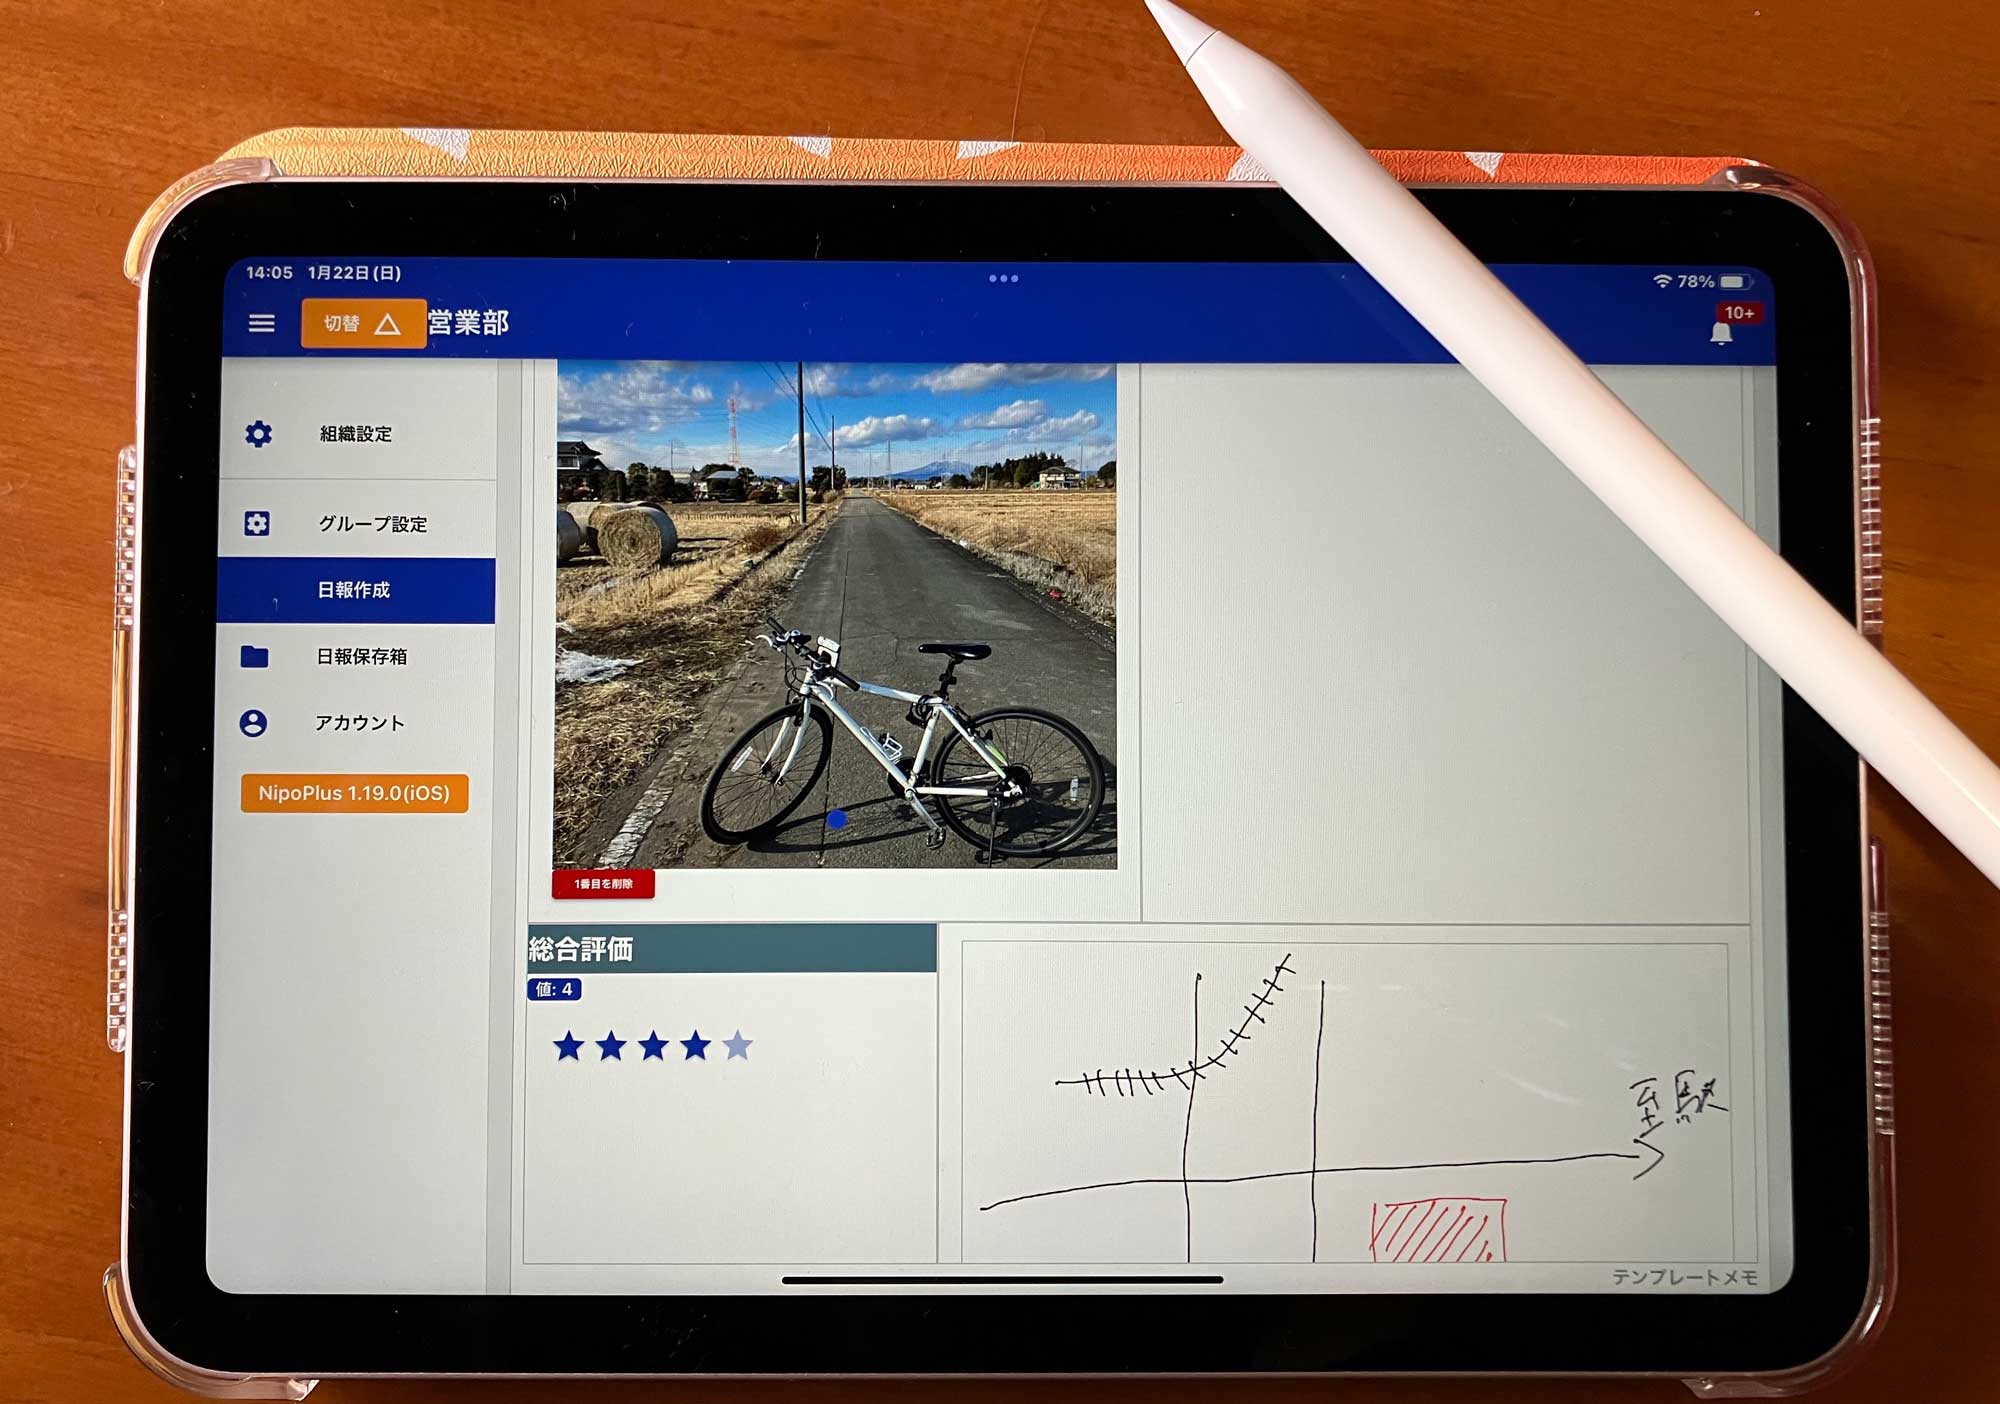 14:05 1月22日(日)
78%
切替 営業部
10+
組織設定
グループ設定
日報作成
日報保存箱
アカウント
NipoPlus 1.19.0(iOS)
1番目を削除
総合評価
値: 4
至駅
テンプレートメモ